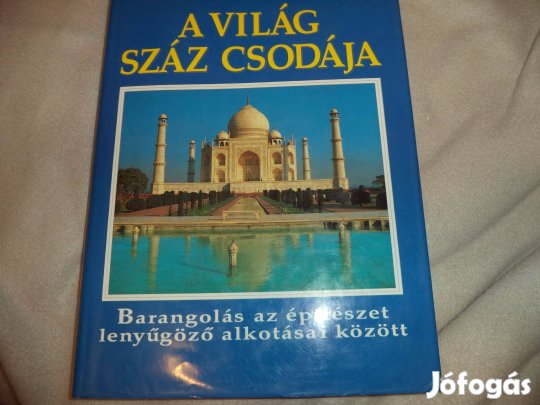 A VILÁG
SZÁZ CSODÁJA
Barangolás az építészet
lenyűgöző alkotásai között
Jófogás